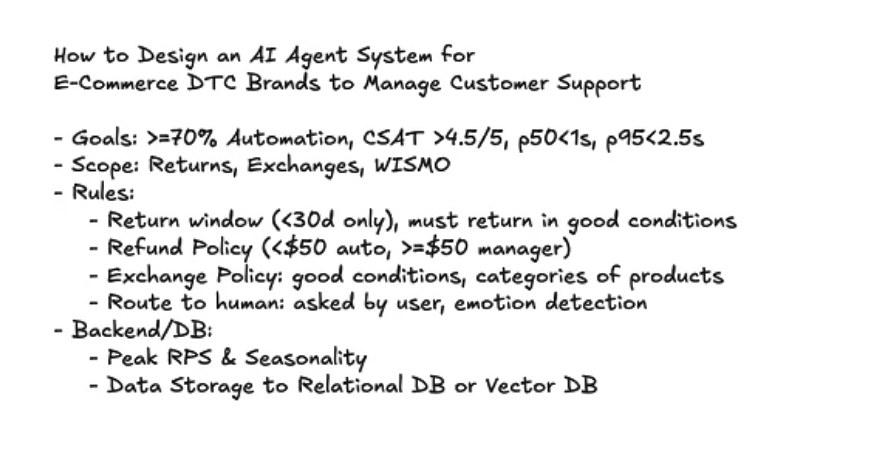 How to Design an AI Agent System for
E-Commerce DTC Brands to Manage Customer Support
- Goals: >=70% Automation, CSAT >4.5/5, p50<1s, p95<2.5s
- Scope: Returns, Exchanges, WISMO
- Rules:
- Return window (<30d only), must return in good conditions
- Refund Policy (<$50 auto, >=$50 manager)
- Exchange Policy: good conditions, categories of products
- Route to human: asked by user, emotion detection
- Backend/DB:
- Peak RPS & Seasonality
- Data Storage to Relational DB or Vector DB